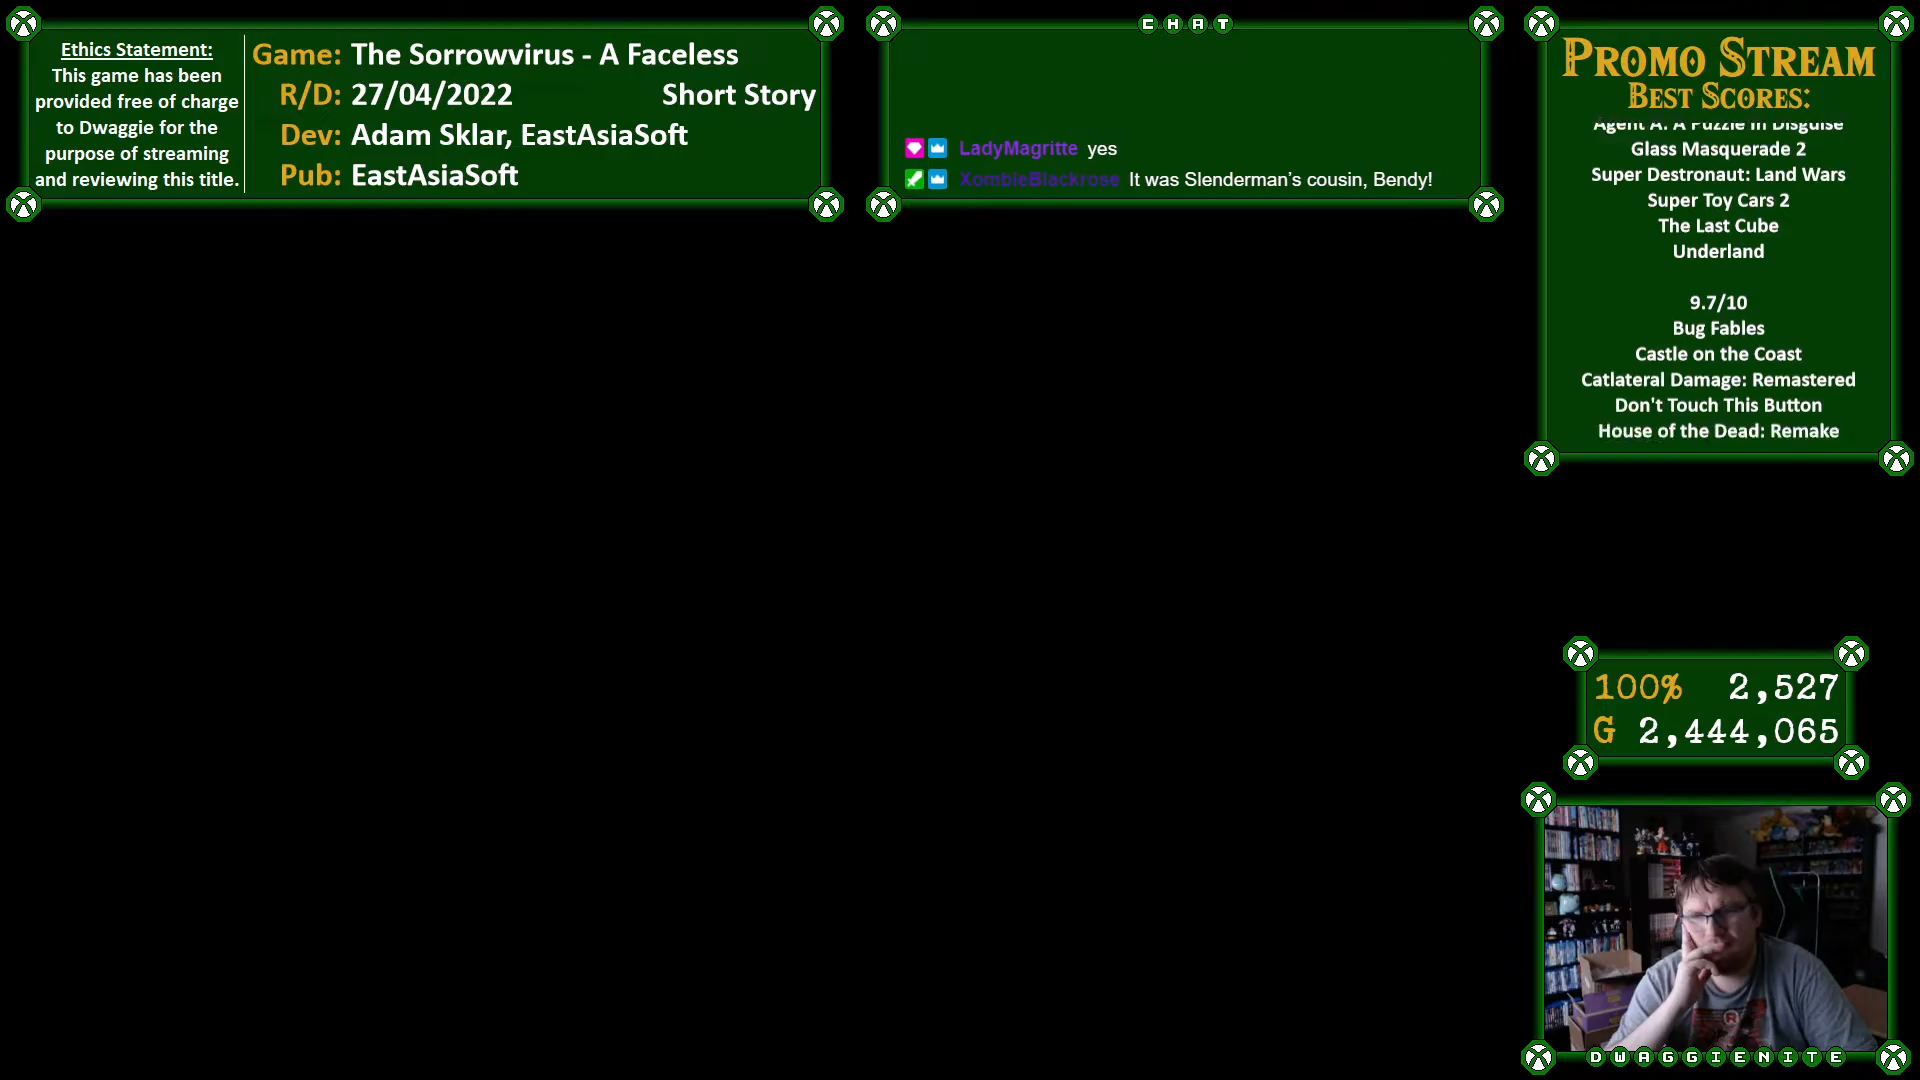 Ethics Statement:
This game has been
provided free of charge
to Dwaggie for the
purpose of streaming
and reviewing this title.
Game: The Sorrowvirus - A Faceless
R/D: 27/04/2022 Short Story
Dev: Adam Sklar, EastAsiaSoft
Pub: EastAsiaSoft
CHAT
LadyMagritte yes
XombieBlackrose It was Slenderman's cousin, Bendy!
Promo Stream
Best Scores:
Agent A: A Puzzle in Disguise
Glass Masquerade 2
Super Destronaut: Land Wars
Super Toy Cars 2
The Last Cube
Underland
9.7/10
Bug Fables
Castle on the Coast
Catlateral Damage: Remastered
Don't Touch This Button
House of the Dead: Remake
100% 2,527
G 2,444,065
DWAGGIENITE